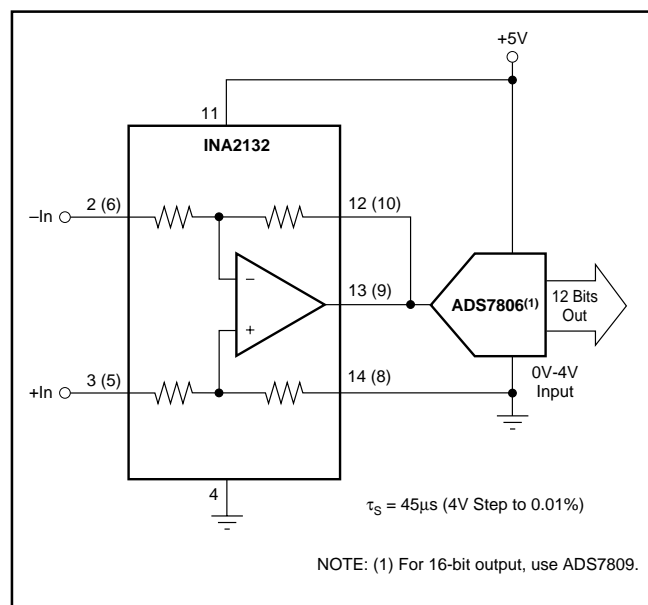 +5V
11
INA2132
–In
2 (6)
12 (10)
–
13 (9)
ADS7806(1)
12 Bits
Out
+
+In
3 (5)
14 (8)
0V-4V
Input
4
τS = 45µs (4V Step to 0.01%)
NOTE: (1) For 16-bit output, use ADS7809.